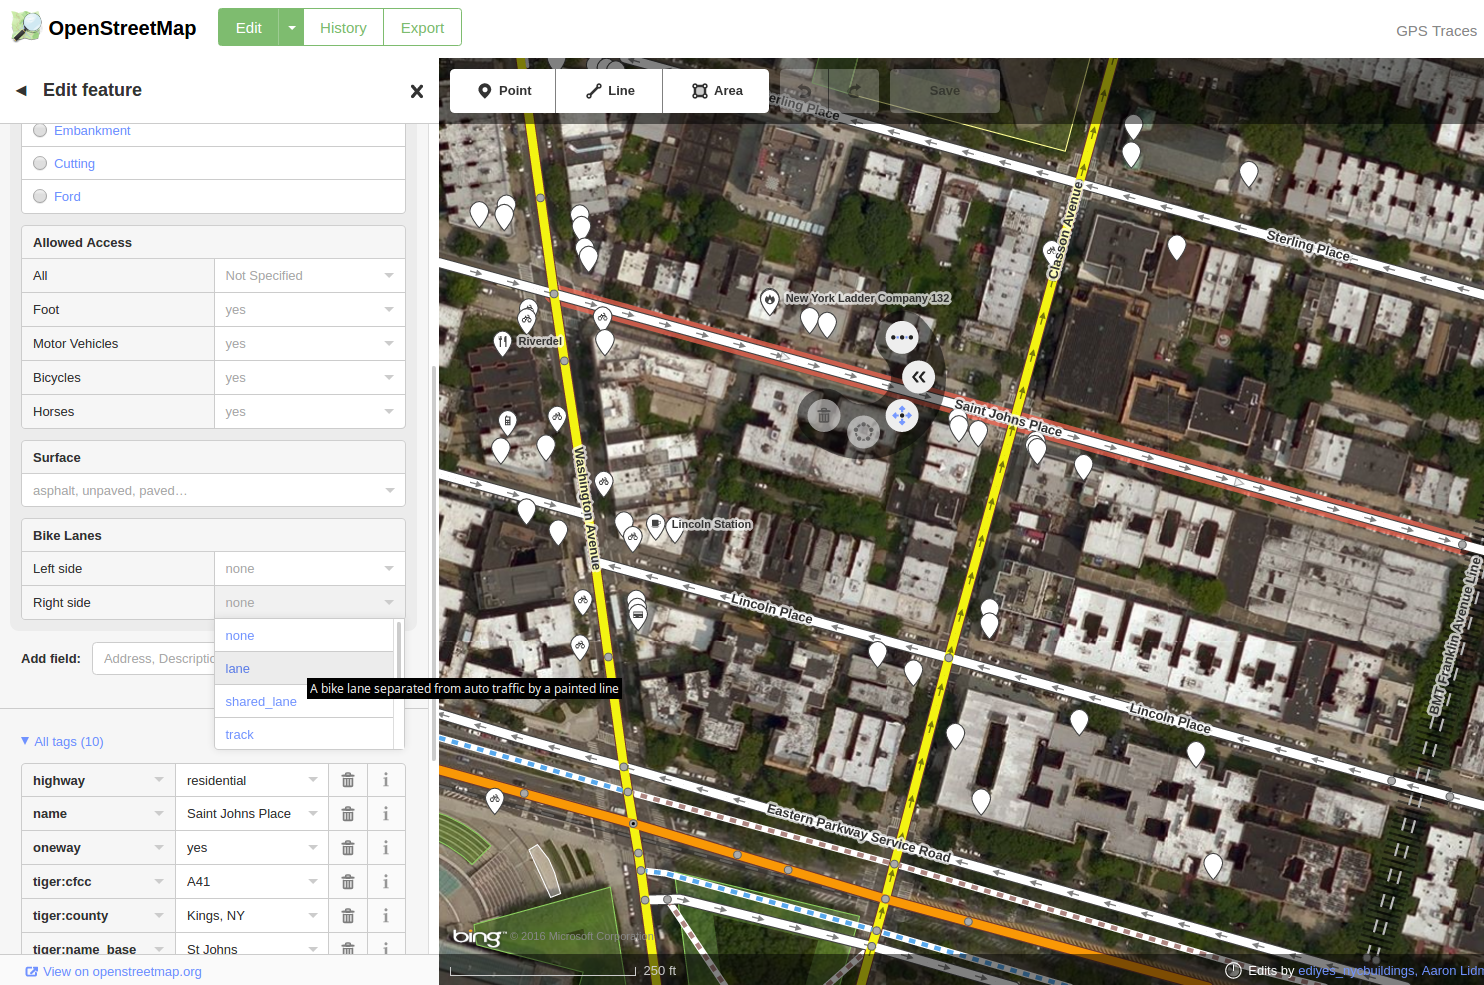 OpenStreetMap
Edit
History
Export
GPS Traces
Edit feature
Point
Line
Area
Save
Embankment
Cutting
Ford
Allowed Access
All
Not Specified
Foot
yes
Motor Vehicles
yes
Bicycles
yes
Horses
yes
Surface
asphalt, unpaved, paved…
Bike Lanes
Left side
none
Right side
none
none
lane
A bike lane separated from auto traffic by a painted line
shared_lane
track
Add field:
Address, Descriptio
All tags (10)
highway
residential
name
Saint Johns Place
oneway
yes
tiger:cfcc
A41
tiger:county
Kings, NY
tiger:name_base
St Johns
View on openstreetmap.org
erling Place
Sterling Place
Classon Avenue
New York Ladder Company 132
Riverdel
Saint Johns Place
Washington Avenue
Lincoln Station
Lincoln Place
Lincoln Place
BMT Franklin Avenue Line
Eastern Parkway Service Road
bing™
© 2016 Microsoft Corporation
250 ft
Edits by ediyes_nycbuildings, Aaron Lidm